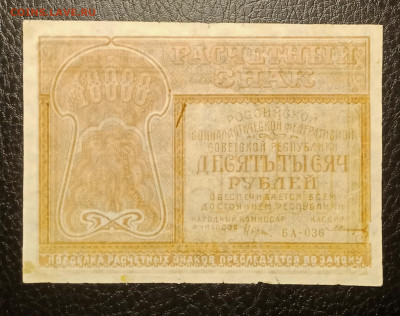 РАСЧЕТНЫЙ
ЗНАК
10000
РОССИЙСКОЙ
СОЦИАЛИСТИЧЕСКОЙ ФЕДЕРАТИВНОЙ
СОВЕТСКОЙ РЕСПУБЛИКИ
ДЕСЯТЬ ТЫСЯЧ
РУБЛЕЙ
ОБЕСПЕЧИВАЕТСЯ ВСЕМ
ДОСТОЯНИЕМ РЕСПУБЛИКИ
НАРОДНЫЙ КОМИССАР КАССИР
ФИНАНСОВ БА-036
ПОДДЕЛКА РАСЧЕТНЫХ ЗНАКОВ ПРЕСЛЕДУЕТСЯ ПО ЗАКОНУ